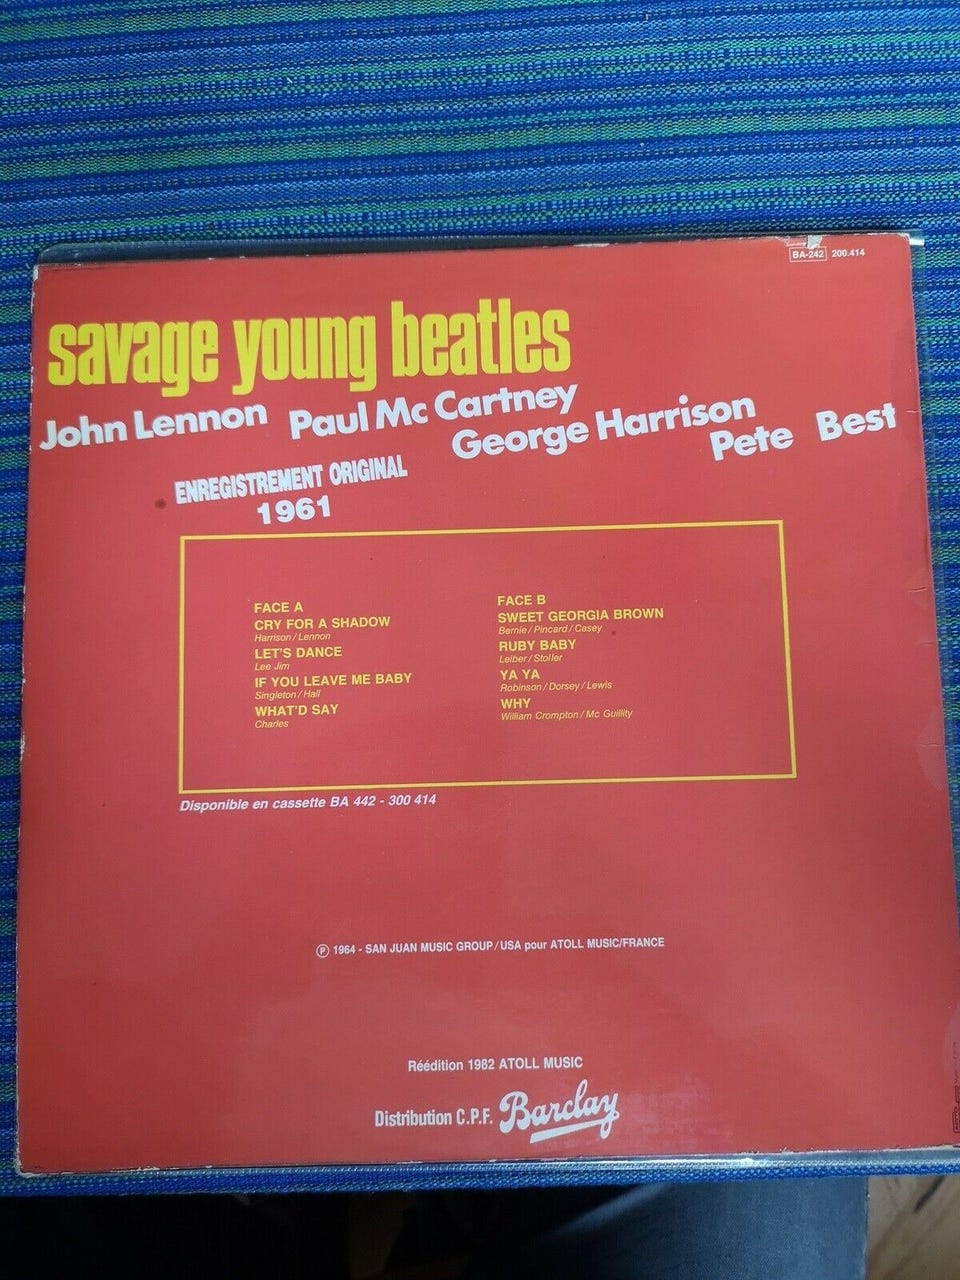 BA-242 200.414
savage young beatles
John Lennon Paul Mc Cartney
George Harrison
Pete Best
ENREGISTREMENT ORIGINAL
1961
FACE A
CRY FOR A SHADOW
Harrison / Lennon
LET'S DANCE
Lee Jim
IF YOU LEAVE ME BABY
Singleton / Hall
WHAT'D SAY
Charles
FACE B
SWEET GEORGIA BROWN
Bernie / Pincard / Casey
RUBY BABY
Leiber / Stoller
YA YA
Robinson / Dorsey / Lewis
WHY
William Crompton / Mc Guillity
Disponible en cassette BA 442 - 300 414
Ⓟ 1964 - SAN JUAN MUSIC GROUP / USA pour ATOLL MUSIC/FRANCE
Réédition 1982 ATOLL MUSIC
Distribution C.P.F. Barclay